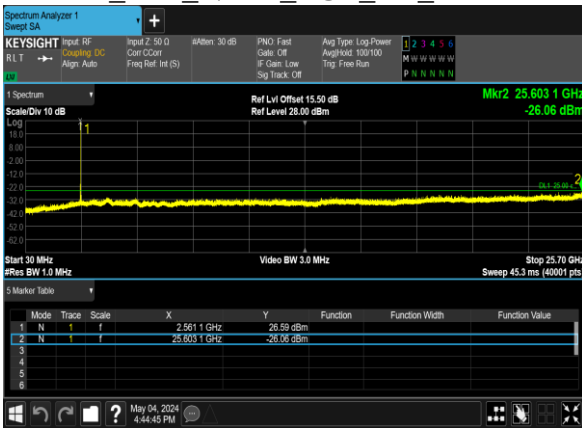 Spectrum Analyzer 1
Swept SA
+
KEYSIGHT Input: RF Input Z: 50 Ω #Atten: 30 dB PNO: Fast Avg Type: Log-Power 1 2 3 4 5 6
RLT Coupling: DC Corr CCorr Gate: Off Avg|Hold: 100/100 M W W W W W
Align: Auto Freq Ref: Int (S) IF Gain: Low Trig: Free Run
Sig Track: Off P N N N N N
LW
1 Spectrum Ref Lvl Offset 15.50 dB Mkr2 25.603 1 GHz
Scale/Div 10 dB Ref Level 28.00 dBm -26.06 dBm
Log
18.0 1
8.00
-2.00
-12.0
-22.0 DL1 -25.00 2
-32.0
-42.0
-52.0
-62.0
Start 30 MHz Video BW 3.0 MHz Stop 25.70 GHz
#Res BW 1.0 MHz Sweep 45.3 ms (40001 pts
5 Marker Table
Mode Trace Scale X Y Function Function Width Function Value
1 N 1 f 2.561 1 GHz 26.59 dBm
2 N 1 f 25.603 1 GHz -26.06 dBm
3
4
5
6
? May 04, 2024
4:44:45 PM